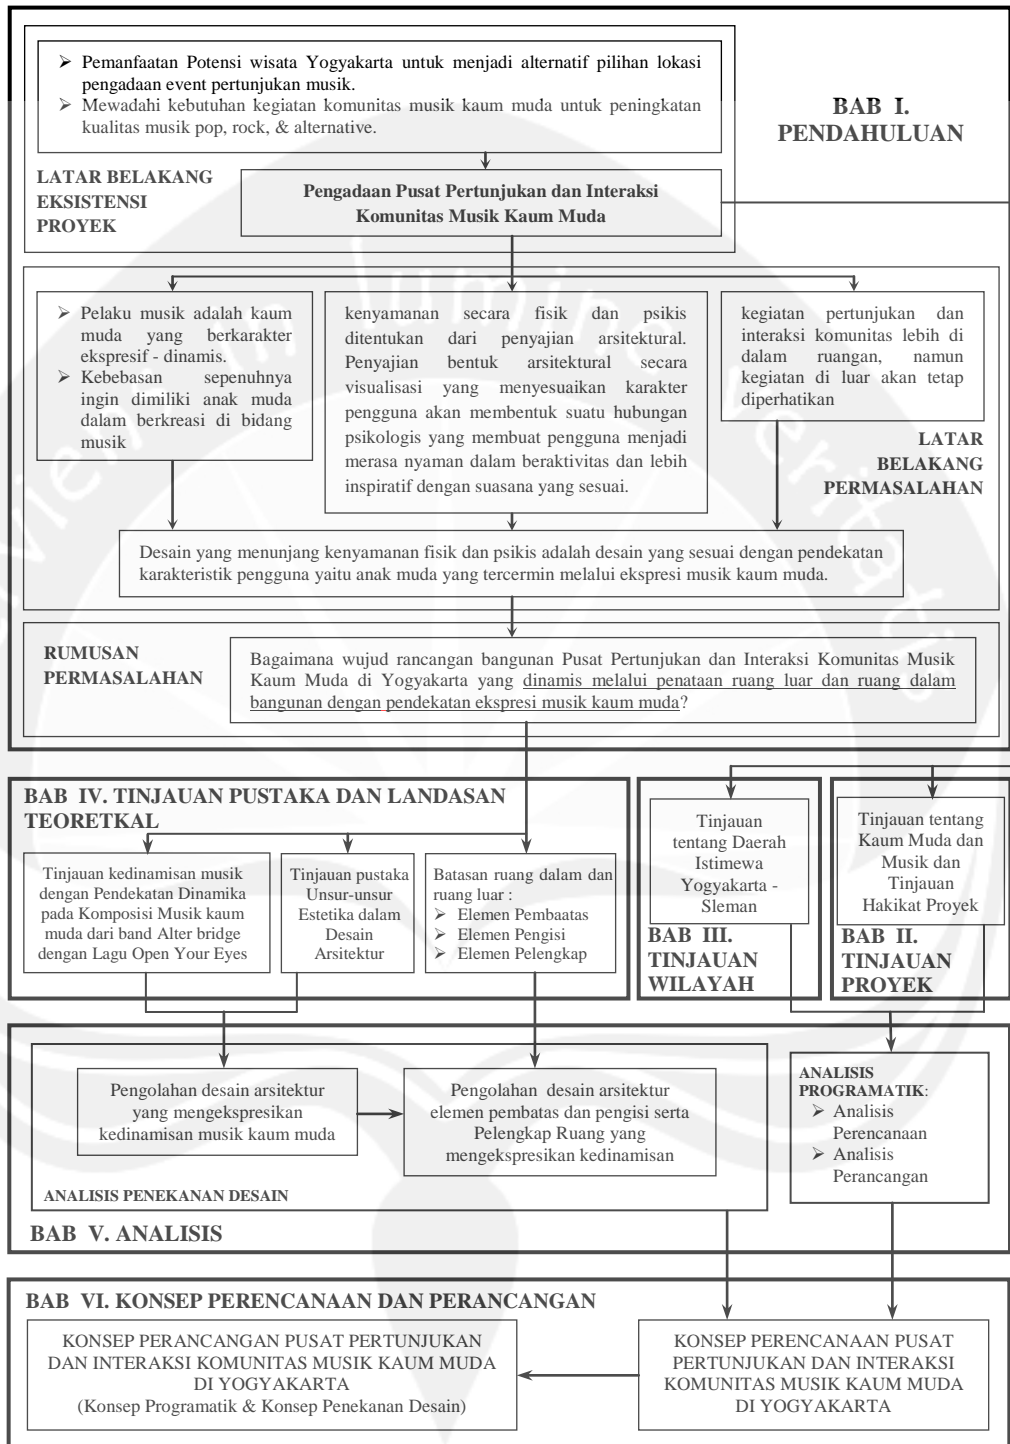 ➢ Pemanfaatan Potensi wisata Yogyakarta untuk menjadi alternatif pilihan lokasi
pengadaan event pertunjukan musik.
➢ Mewadahi kebutuhan kegiatan komunitas musik kaum muda untuk peningkatan
kualitas musik pop, rock, & alternative.
BAB I.
PENDAHULUAN
LATAR BELAKANG
EKSISTENSI
PROYEK
Pengadaan Pusat Pertunjukan dan Interaksi
Komunitas Musik Kaum Muda
➢ Pelaku musik adalah kaum
muda yang berkarakter
ekspresif - dinamis.
➢ Kebebasan sepenuhnya
ingin dimiliki anak muda
dalam berkreasi di bidang
musik
kenyamanan secara fisik dan psikis
ditentukan dari penyajian arsitektural.
Penyajian bentuk arsitektural secara
visualisasi yang menyesuaikan karakter
pengguna akan membentuk suatu hubungan
psikologis yang membuat pengguna menjadi
merasa nyaman dalam beraktivitas dan lebih
inspiratif dengan suasana yang sesuai.
kegiatan pertunjukan dan
interaksi komunitas lebih di
dalam ruangan, namun
kegiatan di luar akan tetap
diperhatikan
LATAR
BELAKANG
PERMASALAHAN
Desain yang menunjang kenyamanan fisik dan psikis adalah desain yang sesuai dengan pendekatan
karakteristik pengguna yaitu anak muda yang tercermin melalui ekspresi musik kaum muda.
RUMUSAN
PERMASALAHAN
Bagaimana wujud rancangan bangunan Pusat Pertunjukan dan Interaksi Komunitas Musik
Kaum Muda di Yogyakarta yang dinamis melalui penataan ruang luar dan ruang dalam
bangunan dengan pendekatan ekspresi musik kaum muda?
BAB IV. TINJAUAN PUSTAKA DAN LANDASAN
TEORETKAL
Tinjauan kedinamisan musik
dengan Pendekatan Dinamika
pada Komposisi Musik kaum
muda dari band Alter bridge
dengan Lagu Open Your Eyes
Tinjauan pustaka
Unsur-unsur
Estetika dalam
Desain
Arsitektur
Batasan ruang dalam dan
ruang luar :
➢ Elemen Pembaatas
➢ Elemen Pengisi
➢ Elemen Pelengkap
Tinjauan
tentang Daerah
Istimewa
Yogyakarta -
Sleman
BAB III.
TINJAUAN
WILAYAH
Tinjauan tentang
Kaum Muda dan
Musik dan
Tinjauan
Hakikat Proyek
BAB II.
TINJAUAN
PROYEK
Pengolahan desain arsitektur
yang mengekspresikan
kedinamisan musik kaum muda
Pengolahan desain arsitektur
elemen pembatas dan pengisi serta
Pelengkap Ruang yang
mengekspresikan kedinamisan
ANALISIS
PROGRAMATIK:
➢ Analisis
Perencanaan
➢ Analisis
Perancangan
ANALISIS PENEKANAN DESAIN
BAB V. ANALISIS
BAB VI. KONSEP PERENCANAAN DAN PERANCANGAN
KONSEP PERANCANGAN PUSAT PERTUNJUKAN
DAN INTERAKSI KOMUNITAS MUSIK KAUM MUDA
DI YOGYAKARTA
(Konsep Programatik & Konsep Penekanan Desain)
KONSEP PERENCANAAN PUSAT
PERTUNJUKAN DAN INTERAKSI
KOMUNITAS MUSIK KAUM MUDA
DI YOGYAKARTA
in lumine veritatis